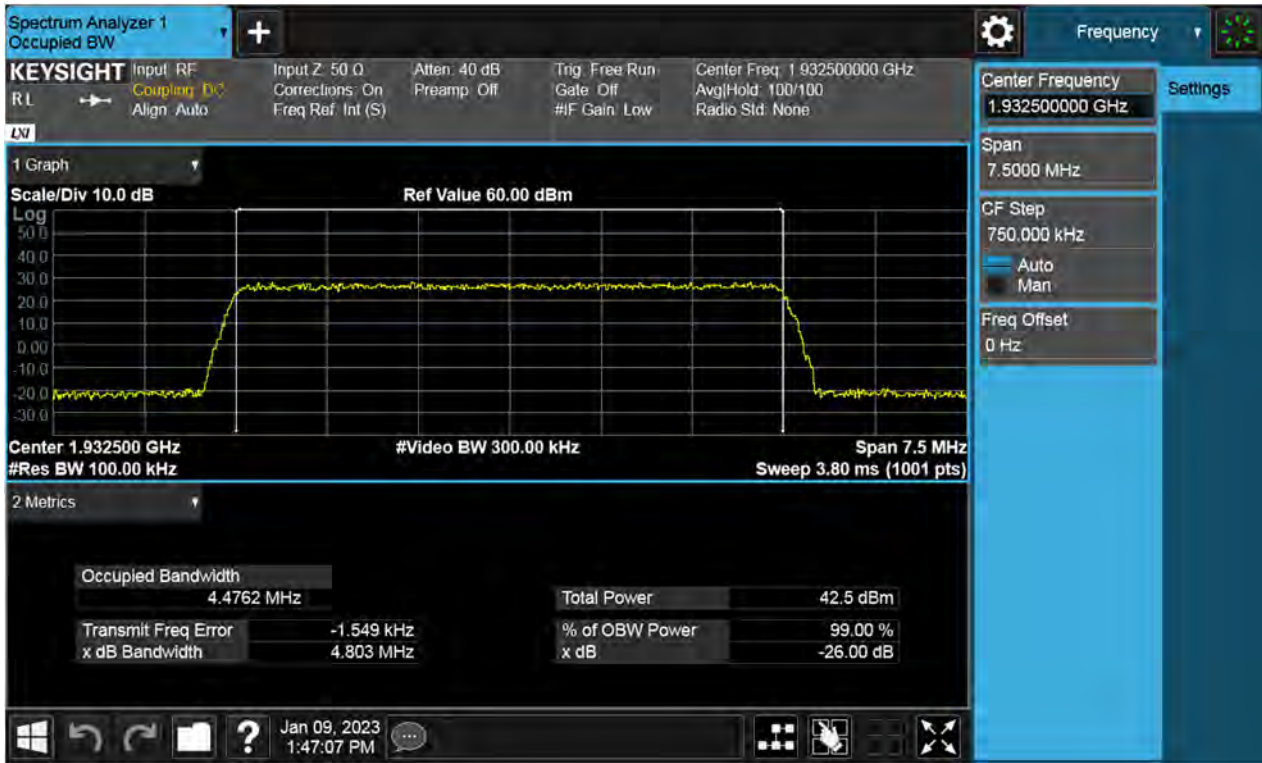 Spectrum Analyzer 1
Occupied BW
+
Frequency
KEYSIGHT
RL
LXI
Input: RF
Coupling: DC
Align: Auto
Input Z: 50 Ω
Corrections: On
Freq Ref: Int (S)
Atten: 40 dB
Preamp: Off
Trig: Free Run
Gate: Off
#IF Gain: Low
Center Freq: 1.932500000 GHz
Avg|Hold: 100/100
Radio Std: None
Center Frequency
1.932500000 GHz
Settings
Span
7.5000 MHz
CF Step
750.000 kHz
Auto
Man
Freq Offset
0 Hz
1 Graph
Scale/Div 10.0 dB
Ref Value 60.00 dBm
Log
50.0
40.0
30.0
20.0
10.0
0.00
-10.0
-20.0
-30.0
Center 1.932500 GHz
#Video BW 300.00 kHz
Span 7.5 MHz
#Res BW 100.00 kHz
Sweep 3.80 ms (1001 pts)
2 Metrics
Occupied Bandwidth
4.4762 MHz
Total Power 42.5 dBm
Transmit Freq Error -1.549 kHz
% of OBW Power 99.00 %
x dB Bandwidth 4.803 MHz
x dB -26.00 dB
?
Jan 09, 2023
1:47:07 PM